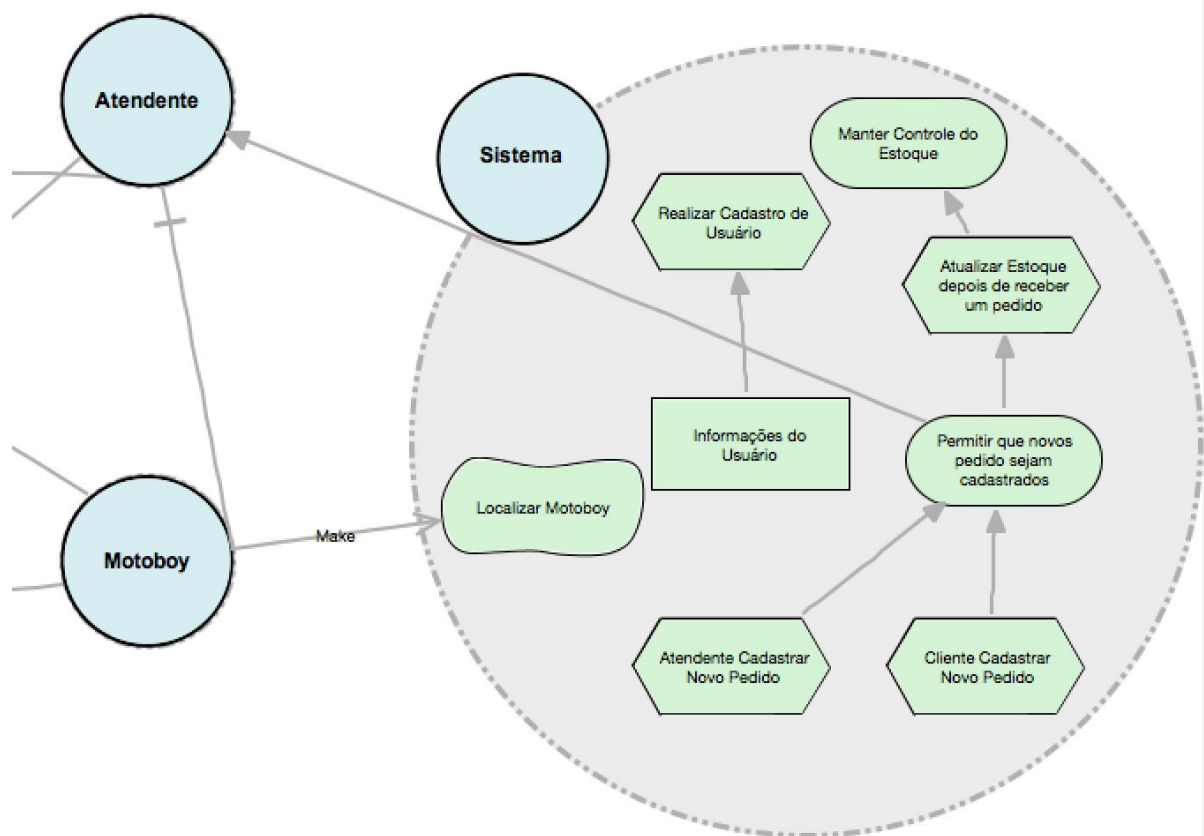 Atendente
Sistema
Manter Controle do
Estoque
Realizar Cadastro de
Usuário
Atualizar Estoque
depois de receber
um pedido
Informações do
Usuário
Permitir que novos
pedido sejam
cadastrados
Localizar Motoboy
Make
Motoboy
Atendente Cadastrar
Novo Pedido
Cliente Cadastrar
Novo Pedido